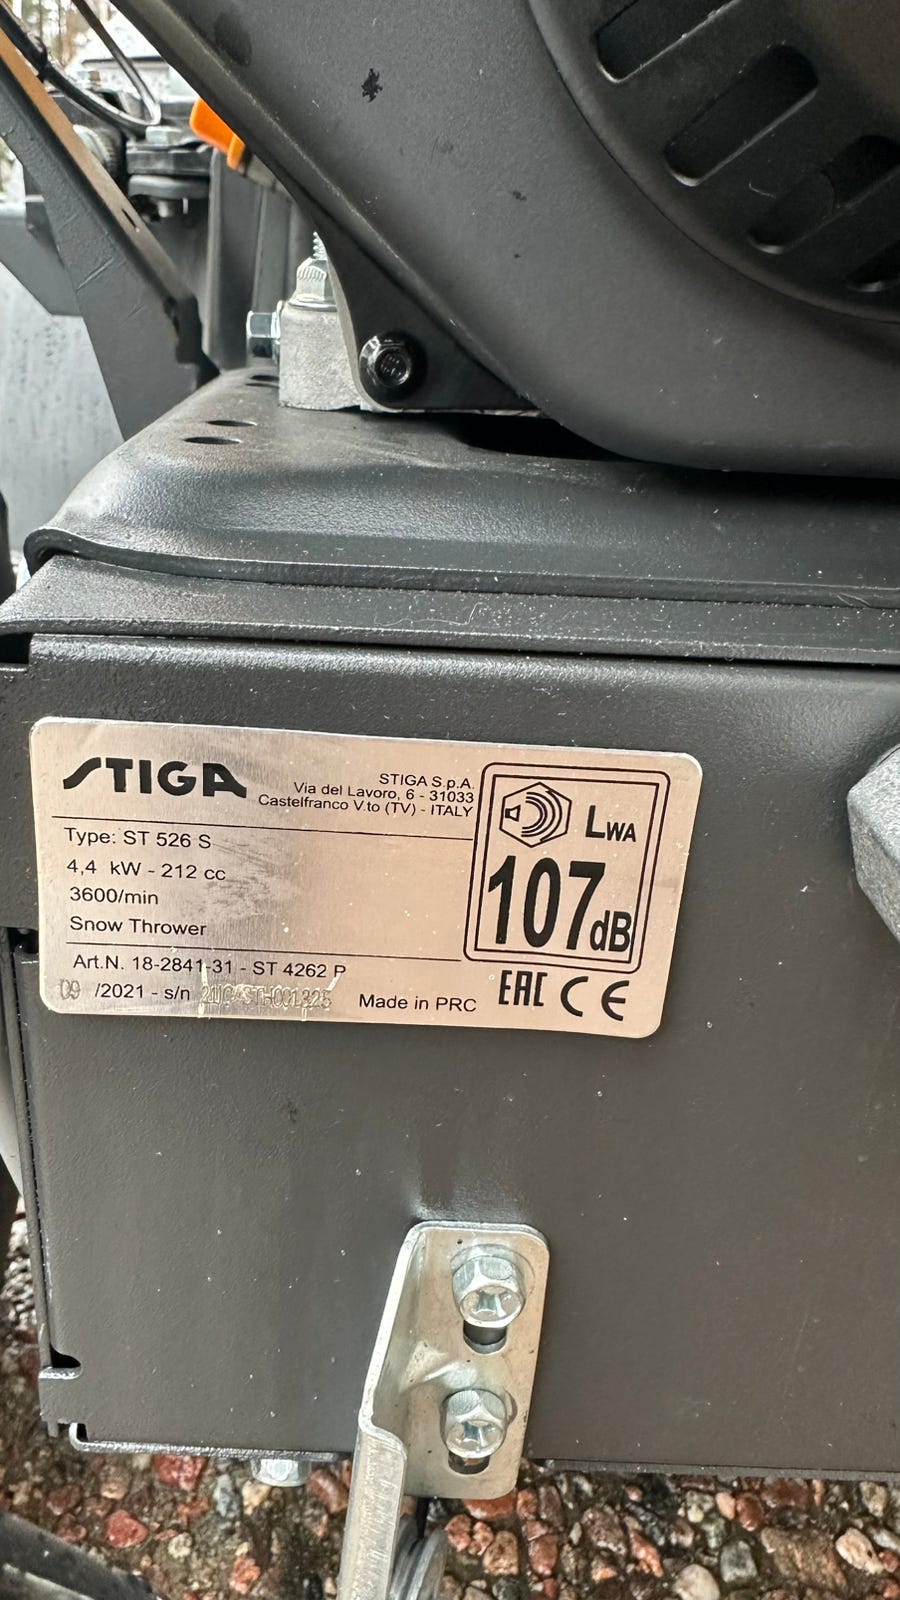 STIGA
STIGA S.p.A.
Via del Lavoro, 6 - 31033
Castelfranco V.to (TV) - ITALY
Type: ST 526 S
4,4 kW - 212 cc
3600/min
Snow Thrower
LWA
107dB
Art.N. 18-2841-31 - ST 4262 P
09 /2021 - s/n
Made in PRC
EAC CE